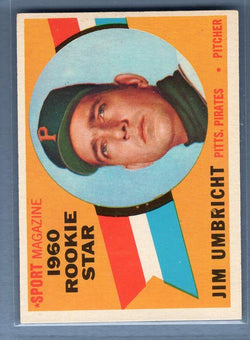 *SPORT MAGAZINE
1960
ROOKIE
STAR
P
JIM UMBRICHT
PITTS. PIRATES • PITCHER